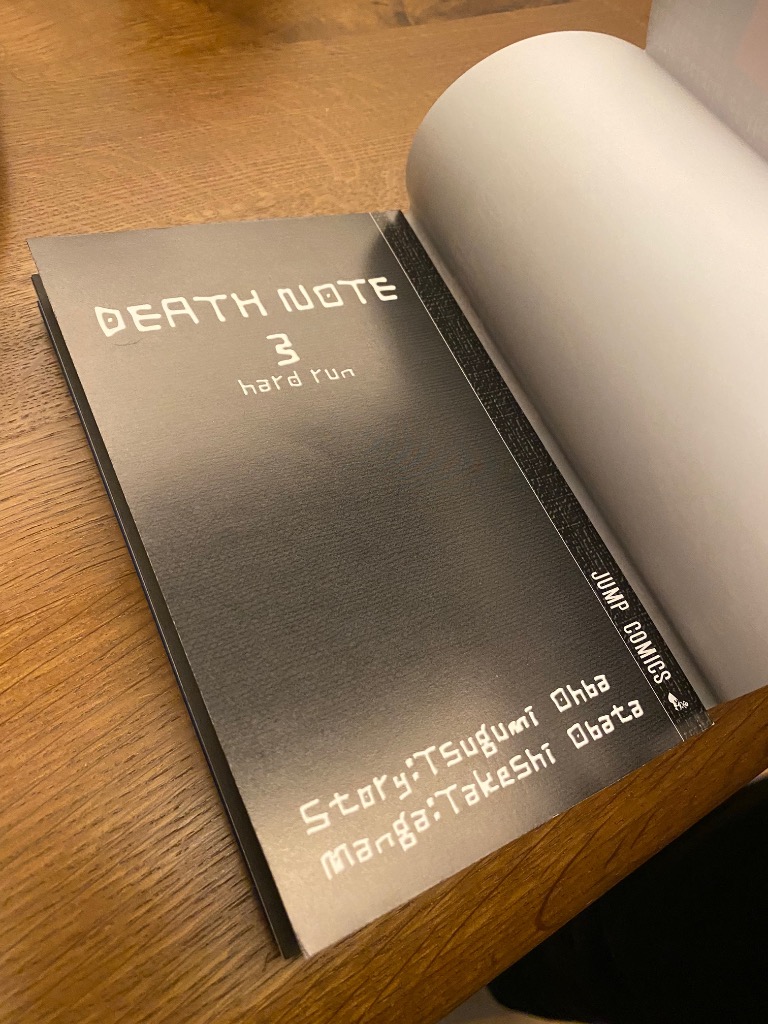 DEATH NOTE
3
hard run
Story:Tsugumi Ohba
Manga:Takeshi Obata
JUMP COMICS